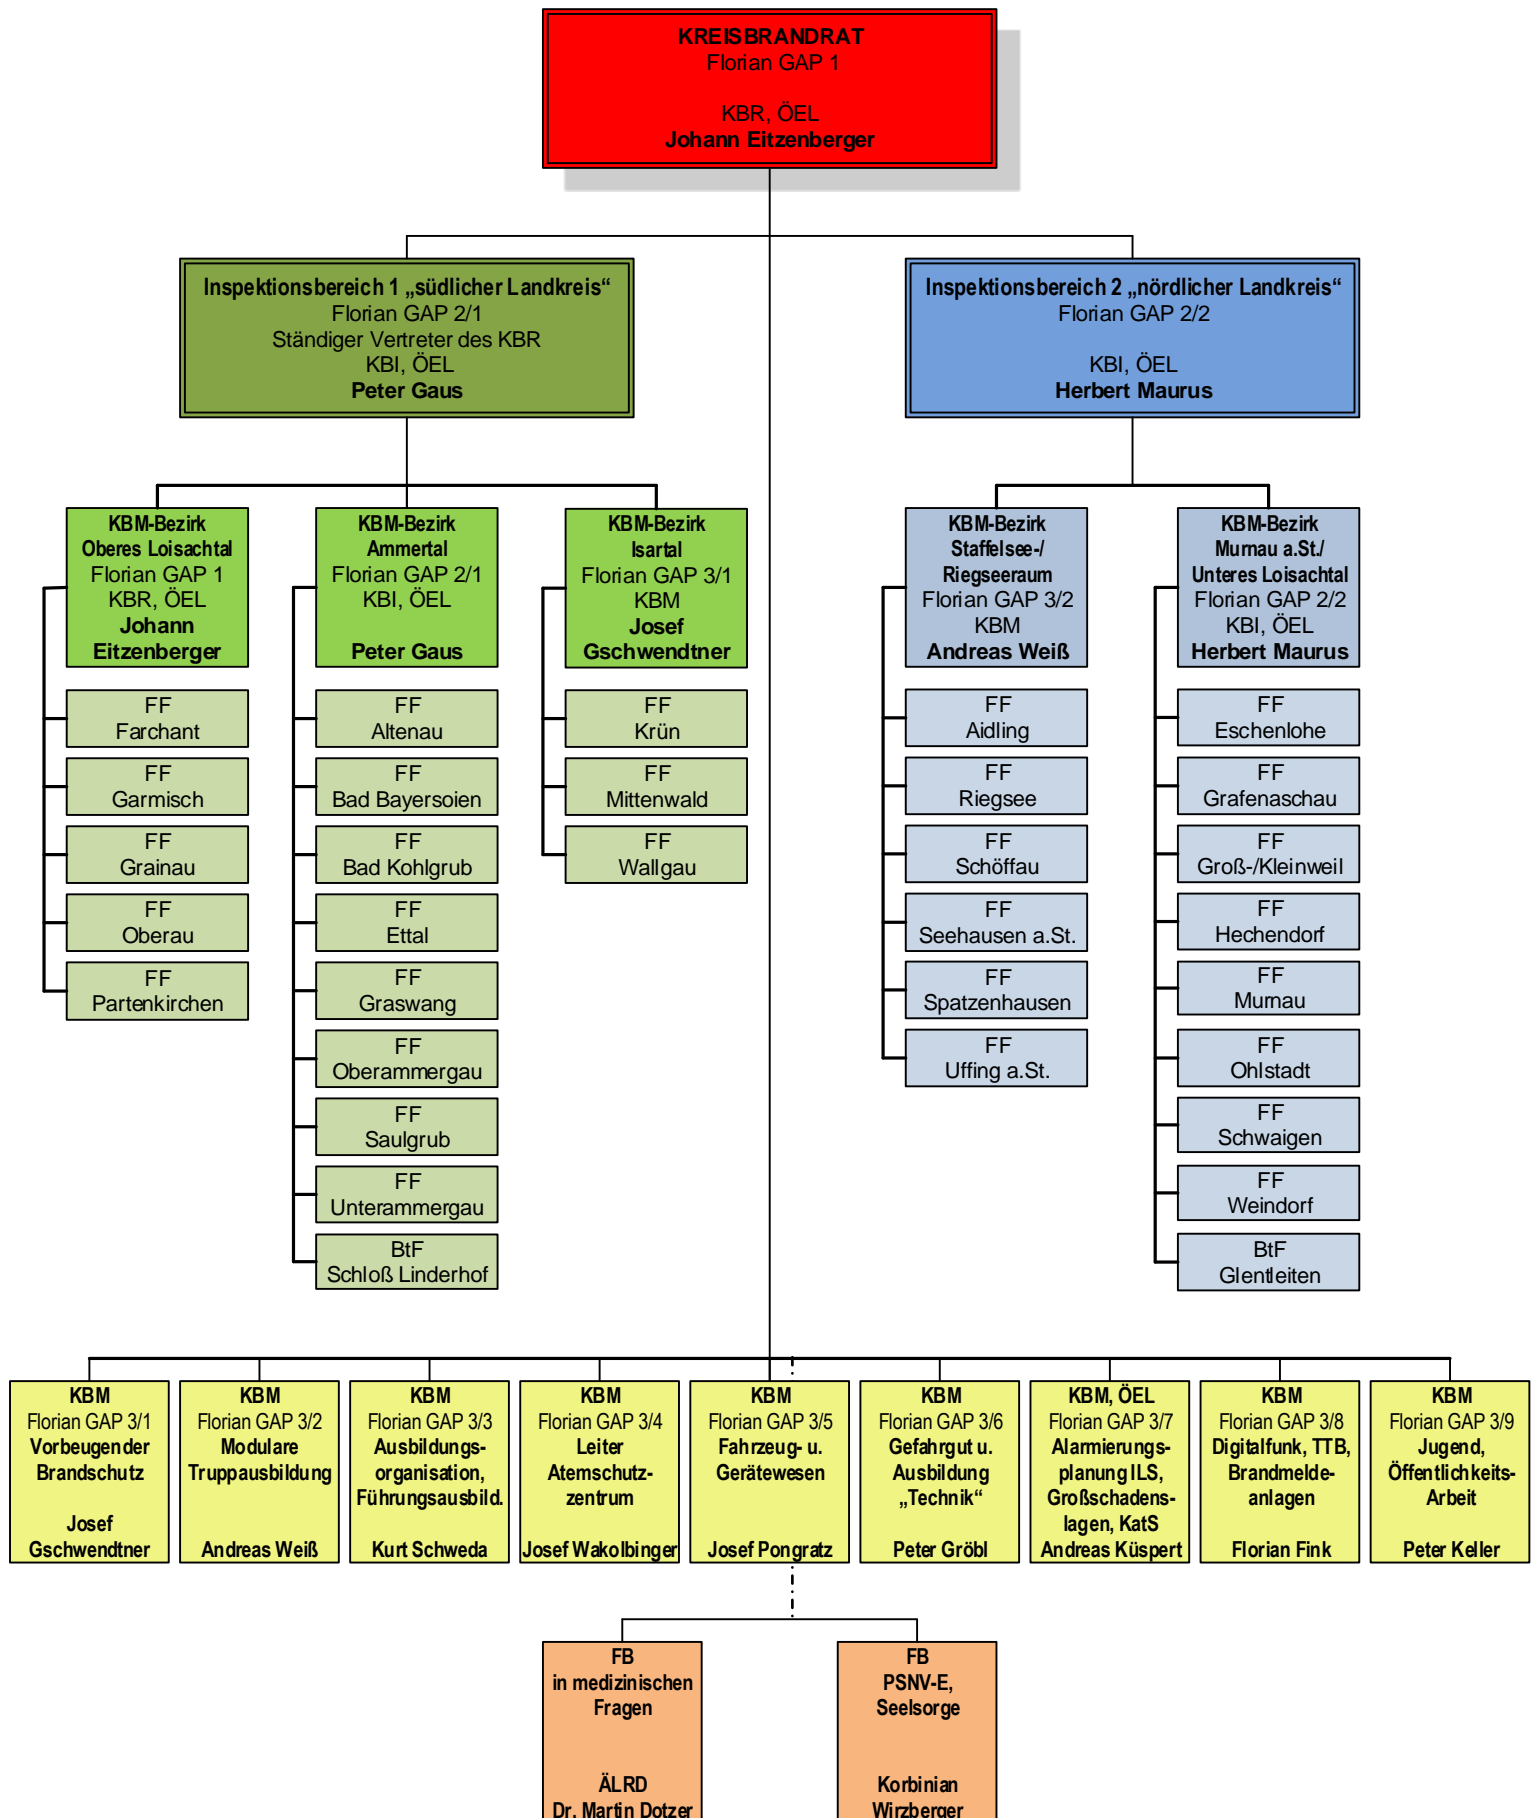 KREISBRANDRAT
Florian GAP 1
KBR, ÖEL
Johann Eitzenberger
Inspektionsbereich 1 „südlicher Landkreis“
Florian GAP 2/1
Ständiger Vertreter des KBR
KBI, ÖEL
Peter Gaus
Inspektionsbereich 2 „nördlicher Landkreis“
Florian GAP 2/2
KBI, ÖEL
Herbert Maurus
KBM-Bezirk
Oberes Loisachtal
Florian GAP 1
KBR, ÖEL
Johann
Eitzenberger
FF
Farchant
FF
Garmisch
FF
Grainau
FF
Oberau
FF
Partenkirchen
KBM-Bezirk
Ammertal
Florian GAP 2/1
KBI, ÖEL
Peter Gaus
FF
Altenau
FF
Bad Bayersoien
FF
Bad Kohlgrub
FF
Ettal
FF
Graswang
FF
Oberammergau
FF
Saulgrub
FF
Unterammergau
BtF
Schloß Linderhof
KBM-Bezirk
Isartal
Florian GAP 3/1
KBM
Josef
Gschwendtner
FF
Krün
FF
Mittenwald
FF
Wallgau
KBM-Bezirk
Staffelsee-/
Riegseeraum
Florian GAP 3/2
KBM
Andreas Weiß
FF
Aidling
FF
Riegsee
FF
Schöffau
FF
Seehausen a.St.
FF
Spatzenhausen
FF
Uffing a.St.
KBM-Bezirk
Murnau a.St./
Unteres Loisachtal
Florian GAP 2/2
KBI, ÖEL
Herbert Maurus
FF
Eschenlohe
FF
Grafenaschau
FF
Groß-/Kleinweil
FF
Hechendorf
FF
Murnau
FF
Ohlstadt
FF
Schwaigen
FF
Weindorf
BtF
Glentleiten
KBM
Florian GAP 3/1
Vorbeugender
Brandschutz
Josef
Gschwendtner
KBM
Florian GAP 3/2
Modulare
Truppausbildung
Andreas Weiß
KBM
Florian GAP 3/3
Ausbildungs-
organisation,
Führungsausbild.
Kurt Schweda
KBM
Florian GAP 3/4
Leiter
Atemschutz-
zentrum
Josef Wakolbinger
KBM
Florian GAP 3/5
Fahrzeug- u.
Gerätewesen
Josef Pongratz
KBM
Florian GAP 3/6
Gefahrgut u.
Ausbildung
„Technik“
Peter Gröbl
KBM, ÖEL
Florian GAP 3/7
Alarmierungs-
planung ILS,
Großschadens-
lagen, KatS
Andreas Küspert
KBM
Florian GAP 3/8
Digitalfunk, TTB,
Brandmelde-
anlagen
Florian Fink
KBM
Florian GAP 3/9
Jugend,
Öffentlichkeits-
Arbeit
Peter Keller
FB
in medizinischen
Fragen
ÄLRD
Dr. Martin Dotzer
FB
PSNV-E,
Seelsorge
Korbinian
Wirzberger